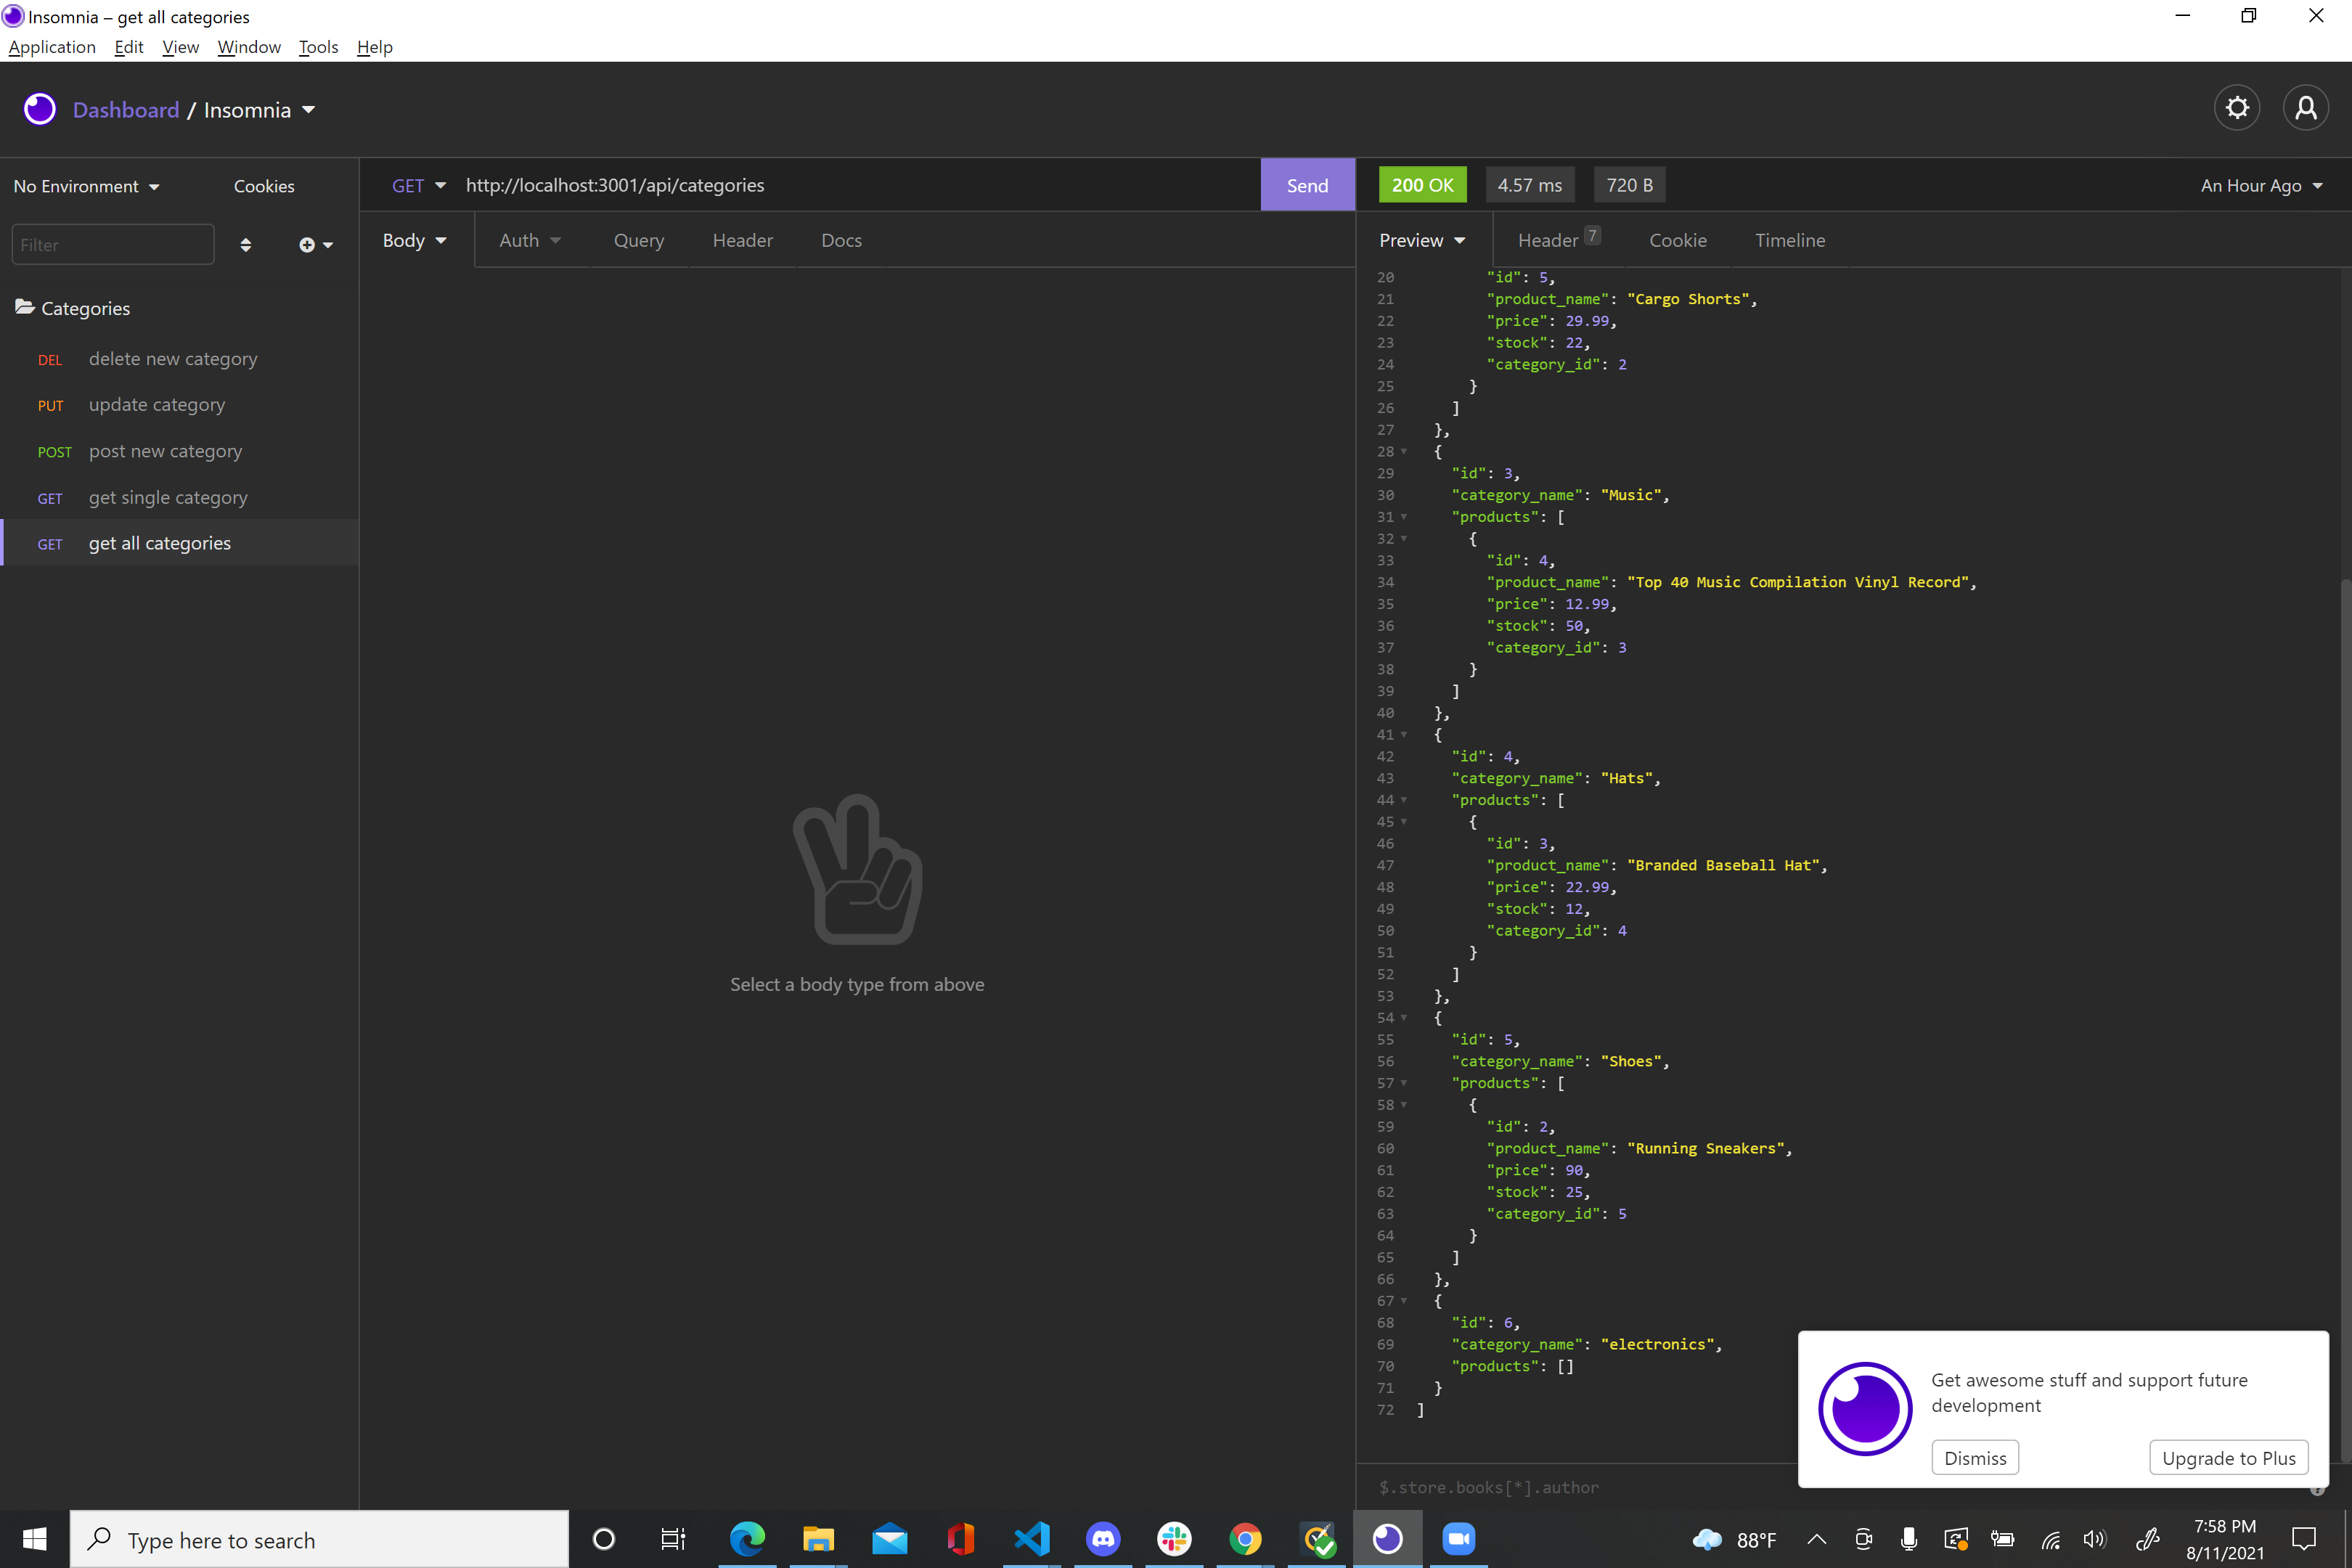 Insomnia – get all categories
Application Edit View Window Tools Help
Dashboard / Insomnia
No Environment Cookies
GET http://localhost:3001/api/categories Send
200 OK 4.57 ms 720 B An Hour Ago
Filter
Body Auth Query Header Docs
Preview Header 7 Cookie Timeline
Categories
DEL delete new category
PUT update category
POST post new category
GET get single category
GET get all categories
Select a body type from above
20 "id": 5,
21 "product_name": "Cargo Shorts",
22 "price": 29.99,
23 "stock": 22,
24 "category_id": 2
25 }
26 ]
27 },
28 {
29 "id": 3,
30 "category_name": "Music",
31 "products": [
32 {
33 "id": 4,
34 "product_name": "Top 40 Music Compilation Vinyl Record",
35 "price": 12.99,
36 "stock": 50,
37 "category_id": 3
38 }
39 ]
40 },
41 {
42 "id": 4,
43 "category_name": "Hats",
44 "products": [
45 {
46 "id": 3,
47 "product_name": "Branded Baseball Hat",
48 "price": 22.99,
49 "stock": 12,
50 "category_id": 4
51 }
52 ]
53 },
54 {
55 "id": 5,
56 "category_name": "Shoes",
57 "products": [
58 {
59 "id": 2,
60 "product_name": "Running Sneakers",
61 "price": 90,
62 "stock": 25,
63 "category_id": 5
64 }
65 ]
66 },
67 {
68 "id": 6,
69 "category_name": "electronics",
70 "products": []
71 }
72 ]
$.store.books[*].author
Get awesome stuff and support future
development
Dismiss Upgrade to Plus
Type here to search
88°F
7:58 PM
8/11/2021